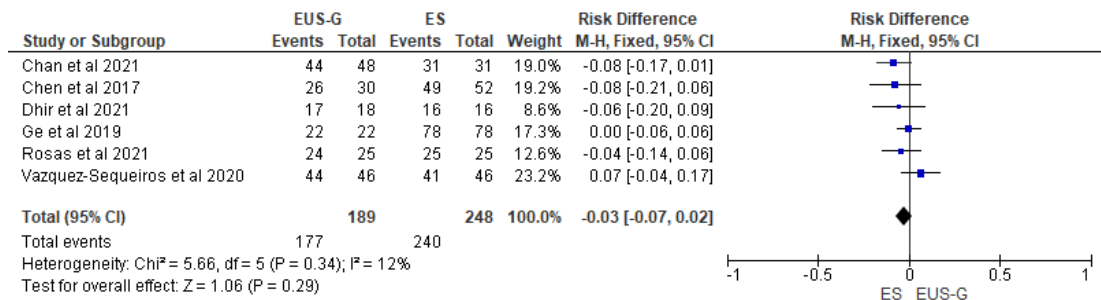 EUS-G ES Risk Difference Risk Difference
Study or Subgroup Events Total Events Total Weight M-H, Fixed, 95% CI M-H, Fixed, 95% CI
Chan et al 2021 44 48 31 31 19.0% -0.08 [-0.17, 0.01]
Chen et al 2017 26 30 49 52 19.2% -0.08 [-0.21, 0.06]
Dhir et al 2021 17 18 16 16 8.6% -0.06 [-0.20, 0.09]
Ge et al 2019 22 22 78 78 17.3% 0.00 [-0.06, 0.06]
Rosas et al 2021 24 25 25 25 12.6% -0.04 [-0.14, 0.06]
Vazquez-Sequeiros et al 2020 44 46 41 46 23.2% 0.07 [-0.04, 0.17]
Total (95% CI) 189 248 100.0% -0.03 [-0.07, 0.02]
Total events 177 240
Heterogeneity: Chi² = 5.66, df = 5 (P = 0.34); I² = 12%
Test for overall effect: Z = 1.06 (P = 0.29)
-1 -0.5 0 0.5 1
ES EUS-G